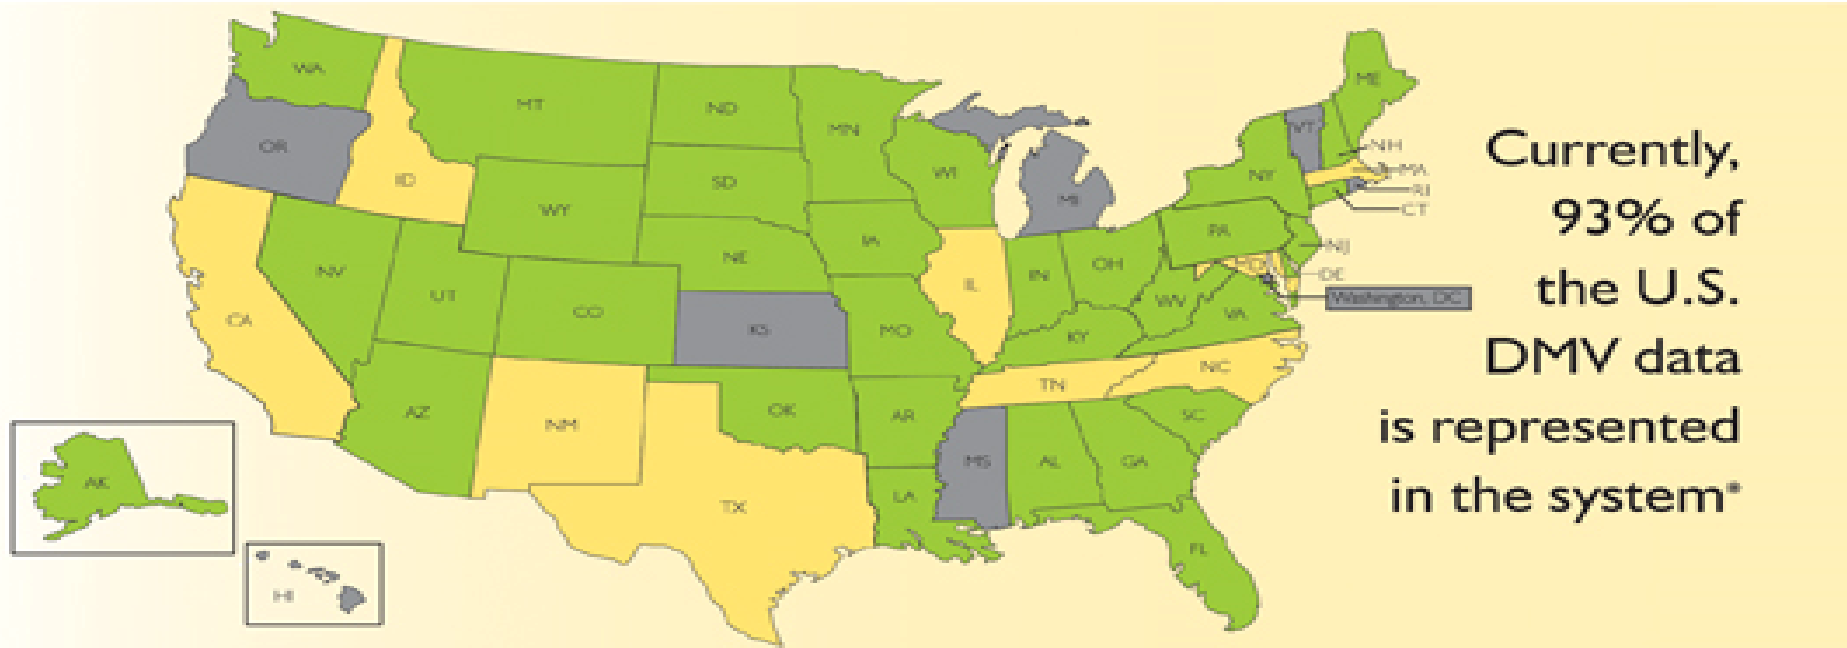 WA
MT
ND
MN
ME
OR
ID
SD
WI
VT
NH
MA
RI
CT
NY
MI
WY
IA
NE
PA
NJ
NV
UT
CO
IL
IN
OH
DE
Washington, DC
CA
KS
MO
WV
VA
KY
NC
TN
AZ
NM
OK
AR
SC
MS
AL
GA
LA
TX
FL
AK
HI
Currently,
93% of
the U.S.
DMV data
is represented
in the system*